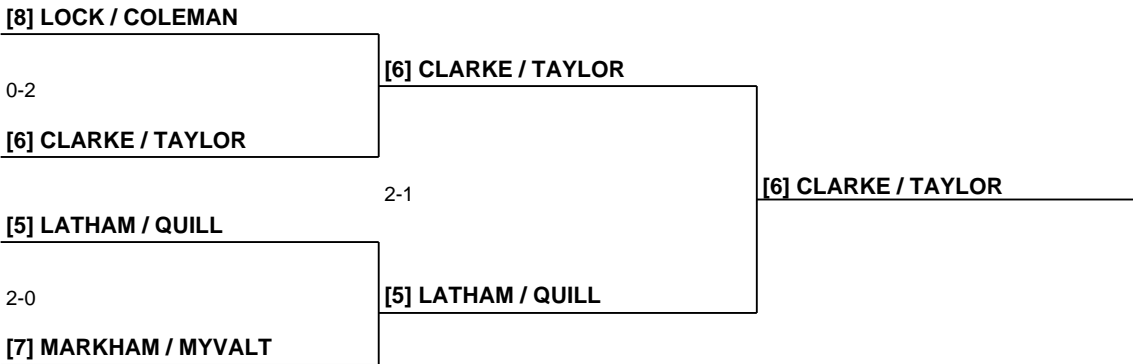 [8] LOCK / COLEMAN
0-2
[6] CLARKE / TAYLOR
[5] LATHAM / QUILL
2-0
[7] MARKHAM / MYVALT
[6] CLARKE / TAYLOR
2-1
[5] LATHAM / QUILL
[6] CLARKE / TAYLOR